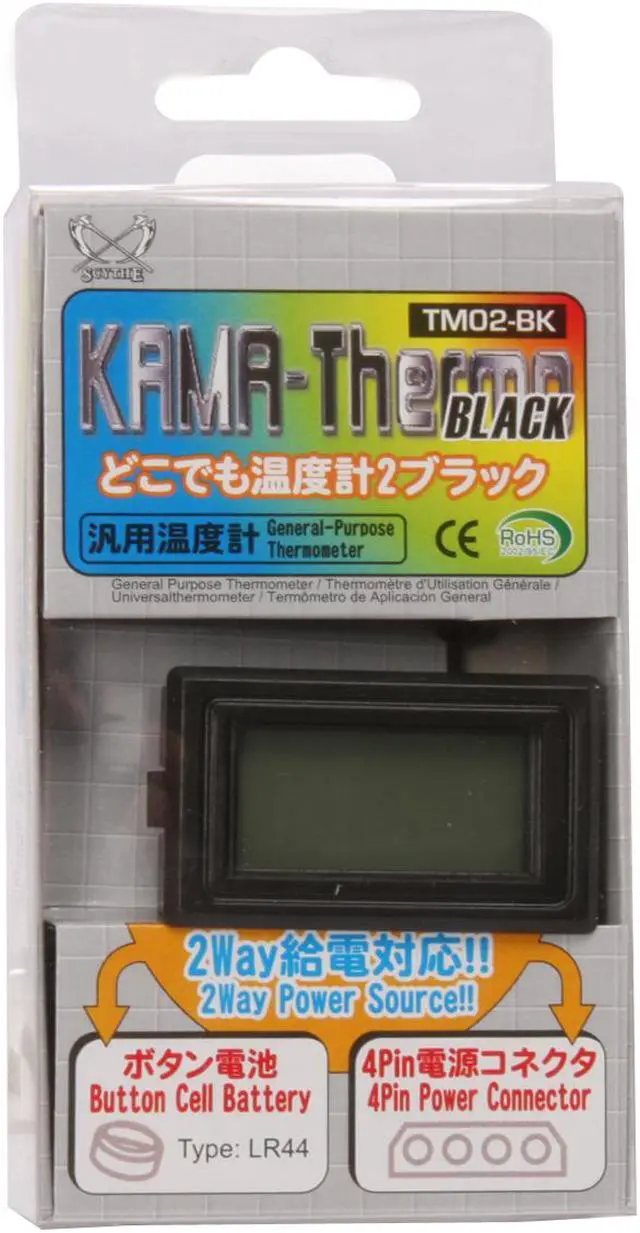 SCYTHE
TM02-BK
KAMA-Thermo
BLACK
どこでも温度計2ブラック
汎用温度計 General-Purpose Thermometer
CE
RoHS
2002/95/EC
General Purpose Thermometer / Thermomètre d'Utilisation Générale /
Universalthermometer / Termómetro de Aplicación General
2Way給電対応!!
2Way Power Source!!
ボタン電池
Button Cell Battery
Type: LR44
4Pin電源コネクタ
4Pin Power Connector